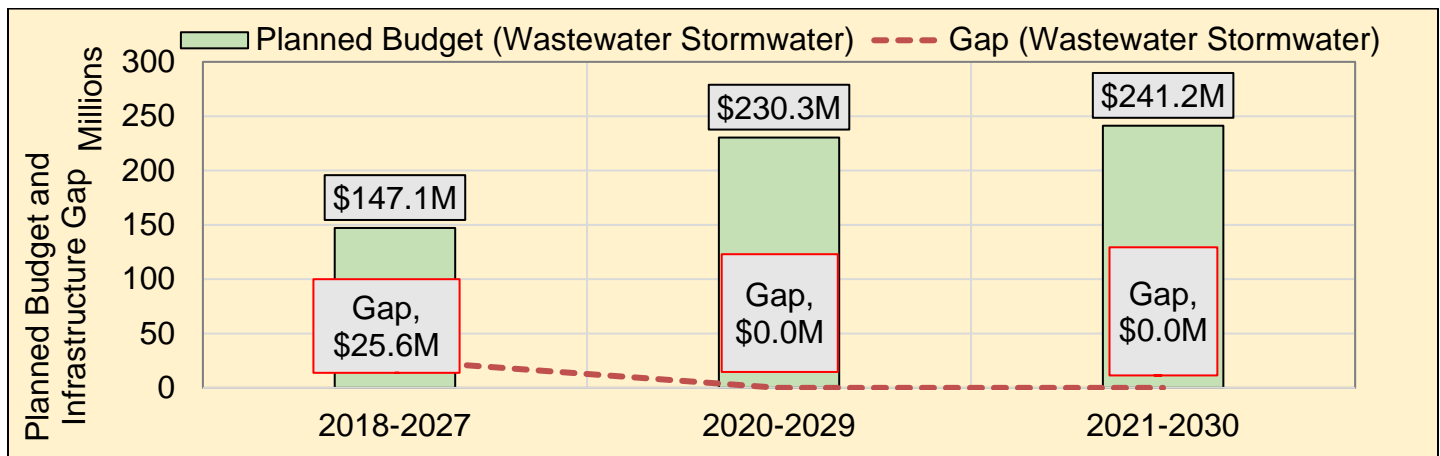 Planned Budget (Wastewater Stormwater) Gap (Wastewater Stormwater)
Planned Budget and
Infrastructure Gap
Millions
300
250
200
150
100
50
0
$147.1M
$230.3M
$241.2M
Gap,
$25.6M
Gap,
$0.0M
Gap,
$0.0M
2018-2027 2020-2029 2021-2030